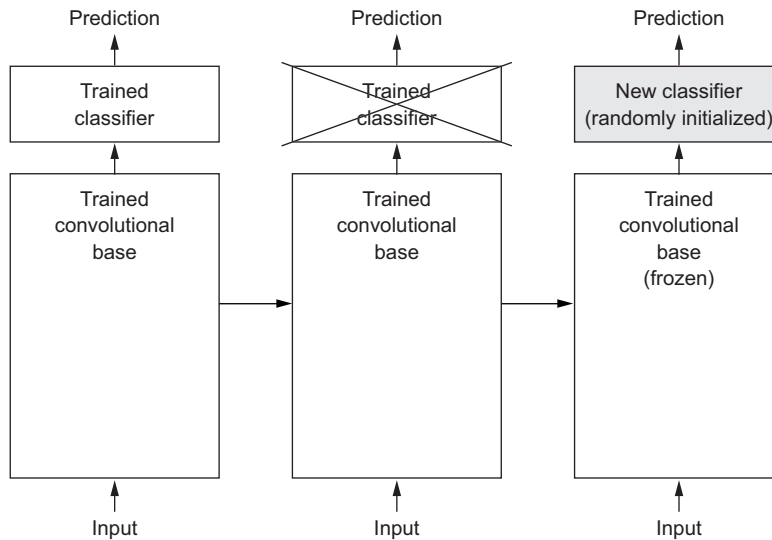 Prediction
Trained
classifier
Trained
convolutional
base
Input
Prediction
Trained
classifier
Trained
convolutional
base
Input
Prediction
New classifier
(randomly initialized)
Trained
convolutional
base
(frozen)
Input